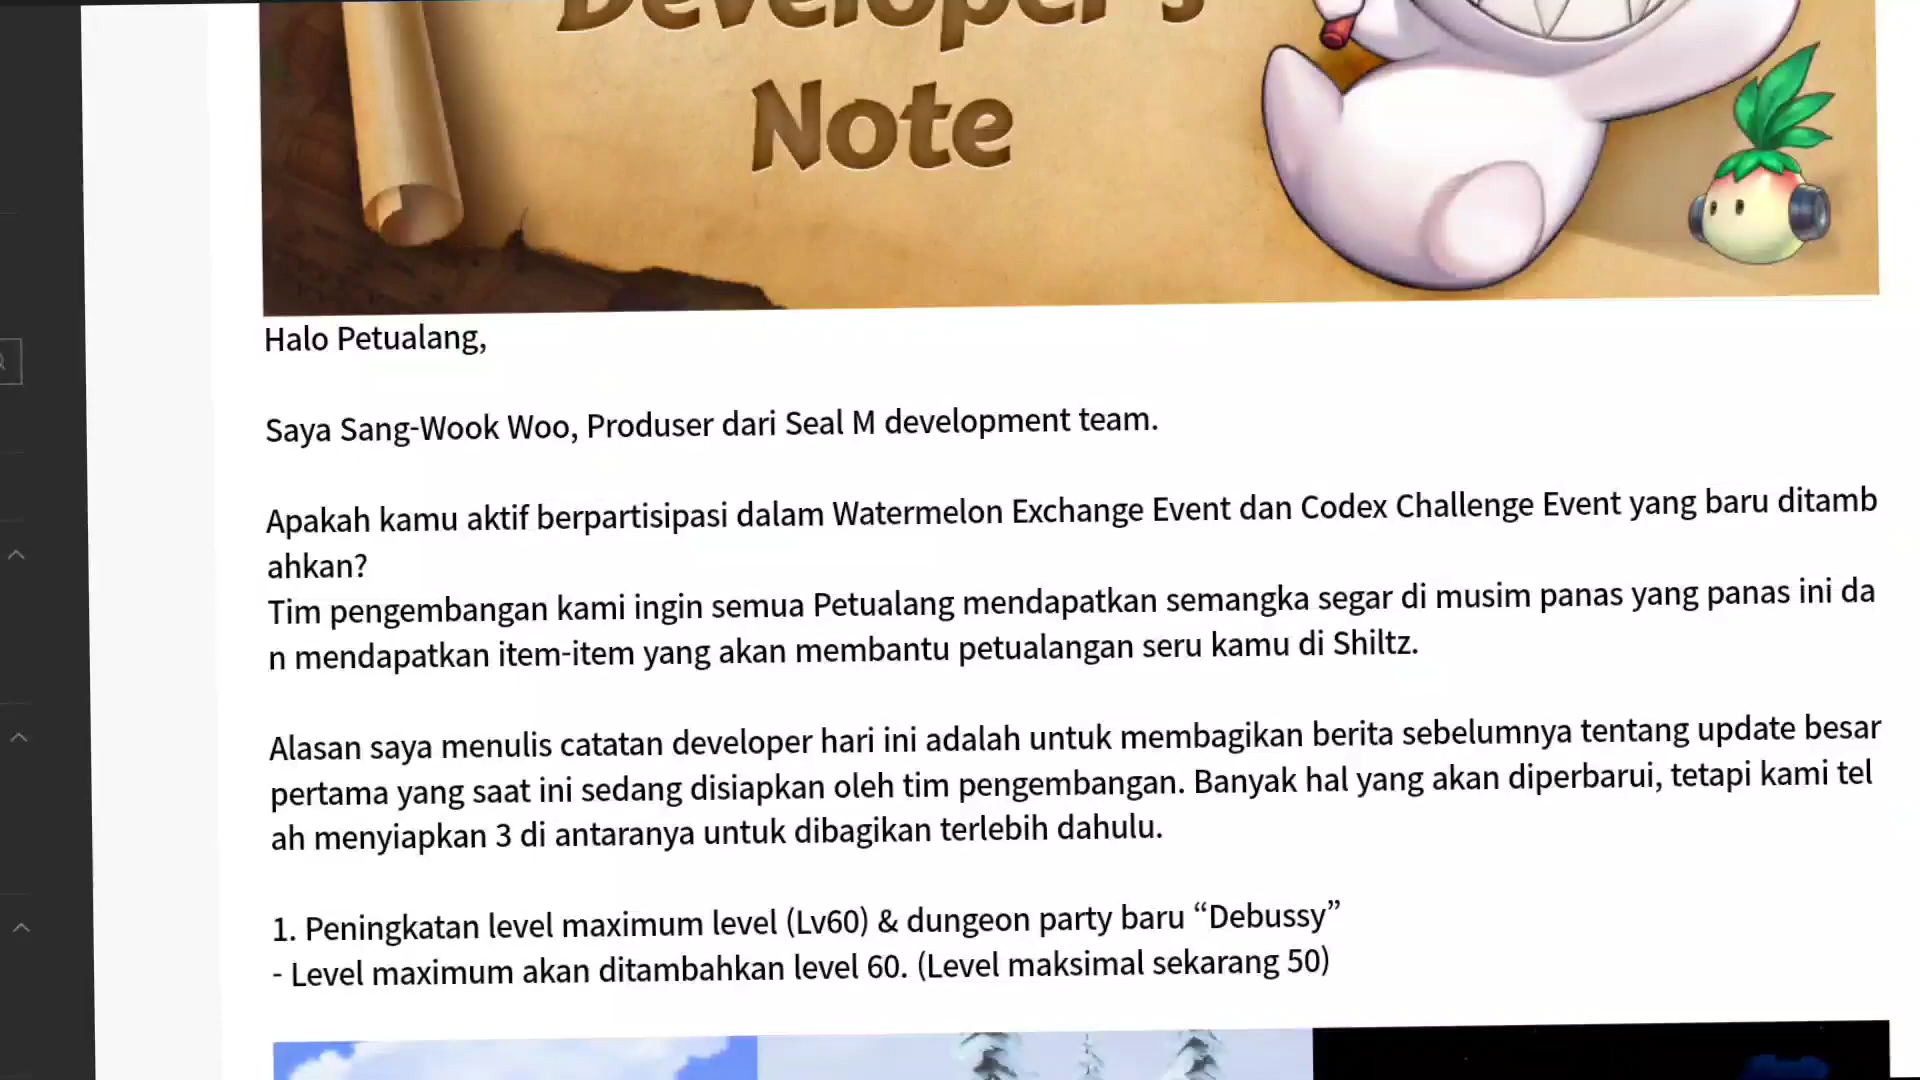 Developer's
Note
Halo Petualang,
Saya Sang-Wook Woo, Produser dari Seal M development team.
Apakah kamu aktif berpartisipasi dalam Watermelon Exchange Event dan Codex Challenge Event yang baru ditamb
ahkan?
Tim pengembangan kami ingin semua Petualang mendapatkan semangka segar di musim panas yang panas ini da
n mendapatkan item-item yang akan membantu petualangan seru kamu di Shiltz.
Alasan saya menulis catatan developer hari ini adalah untuk membagikan berita sebelumnya tentang update besar
pertama yang saat ini sedang disiapkan oleh tim pengembangan. Banyak hal yang akan diperbarui, tetapi kami tel
ah menyiapkan 3 di antaranya untuk dibagikan terlebih dahulu.
1. Peningkatan level maximum level (Lv60) & dungeon party baru “Debussy”
- Level maximum akan ditambahkan level 60. (Level maksimal sekarang 50)